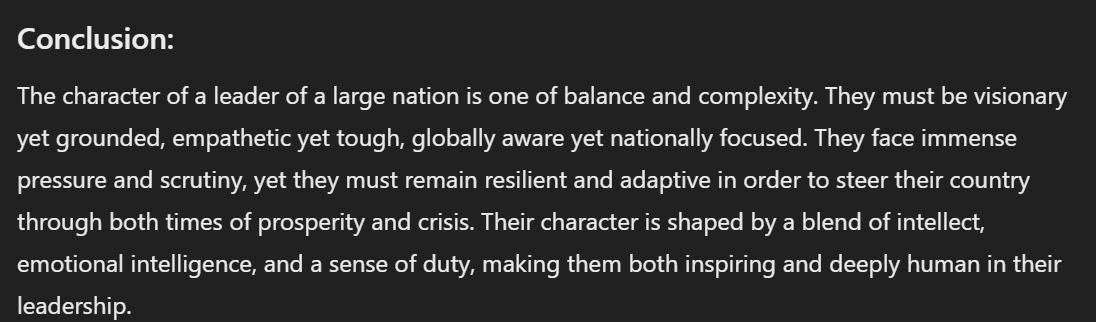 Conclusion:
The character of a leader of a large nation is one of balance and complexity. They must be visionary
yet grounded, empathetic yet tough, globally aware yet nationally focused. They face immense
pressure and scrutiny, yet they must remain resilient and adaptive in order to steer their country
through both times of prosperity and crisis. Their character is shaped by a blend of intellect,
emotional intelligence, and a sense of duty, making them both inspiring and deeply human in their
leadership.